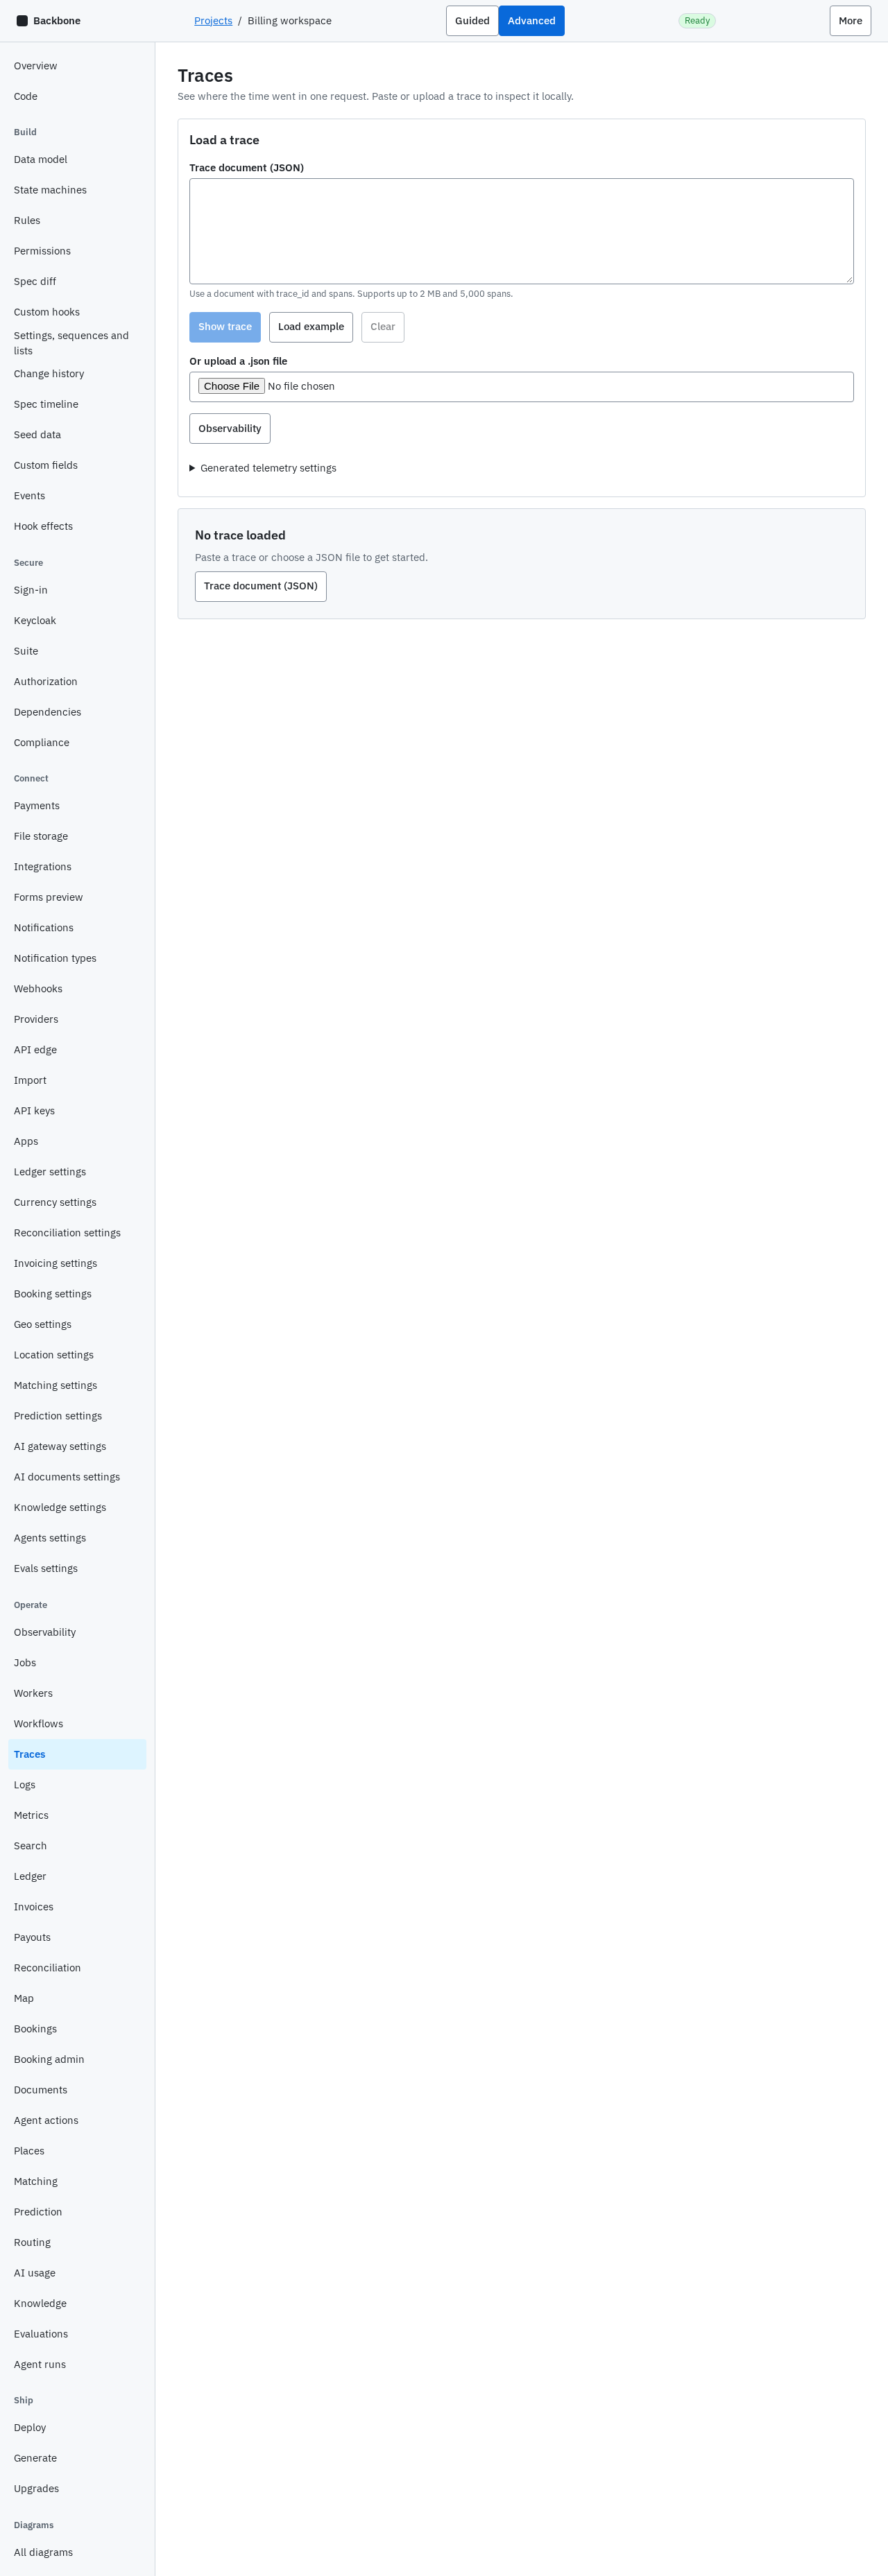 Backbone
Projects / Billing workspace
Guided
Advanced
Ready
More
Overview
Code
Build
Data model
State machines
Rules
Permissions
Spec diff
Custom hooks
Settings, sequences and
lists
Change history
Spec timeline
Seed data
Custom fields
Events
Hook effects
Secure
Sign-in
Keycloak
Suite
Authorization
Dependencies
Compliance
Connect
Payments
File storage
Integrations
Forms preview
Notifications
Notification types
Webhooks
Providers
API edge
Import
API keys
Apps
Ledger settings
Currency settings
Reconciliation settings
Invoicing settings
Booking settings
Geo settings
Location settings
Matching settings
Prediction settings
AI gateway settings
AI documents settings
Knowledge settings
Agents settings
Evals settings
Operate
Observability
Jobs
Workers
Workflows
Traces
Logs
Metrics
Search
Ledger
Invoices
Payouts
Reconciliation
Map
Bookings
Booking admin
Documents
Agent actions
Places
Matching
Prediction
Routing
AI usage
Knowledge
Evaluations
Agent runs
Ship
Deploy
Generate
Upgrades
Diagrams
All diagrams
Traces
See where the time went in one request. Paste or upload a trace to inspect it locally.
Load a trace
Trace document (JSON)
Use a document with trace_id and spans. Supports up to 2 MB and 5,000 spans.
Show trace
Load example
Clear
Or upload a .json file
Choose File No file chosen
Observability
Generated telemetry settings
No trace loaded
Paste a trace or choose a JSON file to get started.
Trace document (JSON)